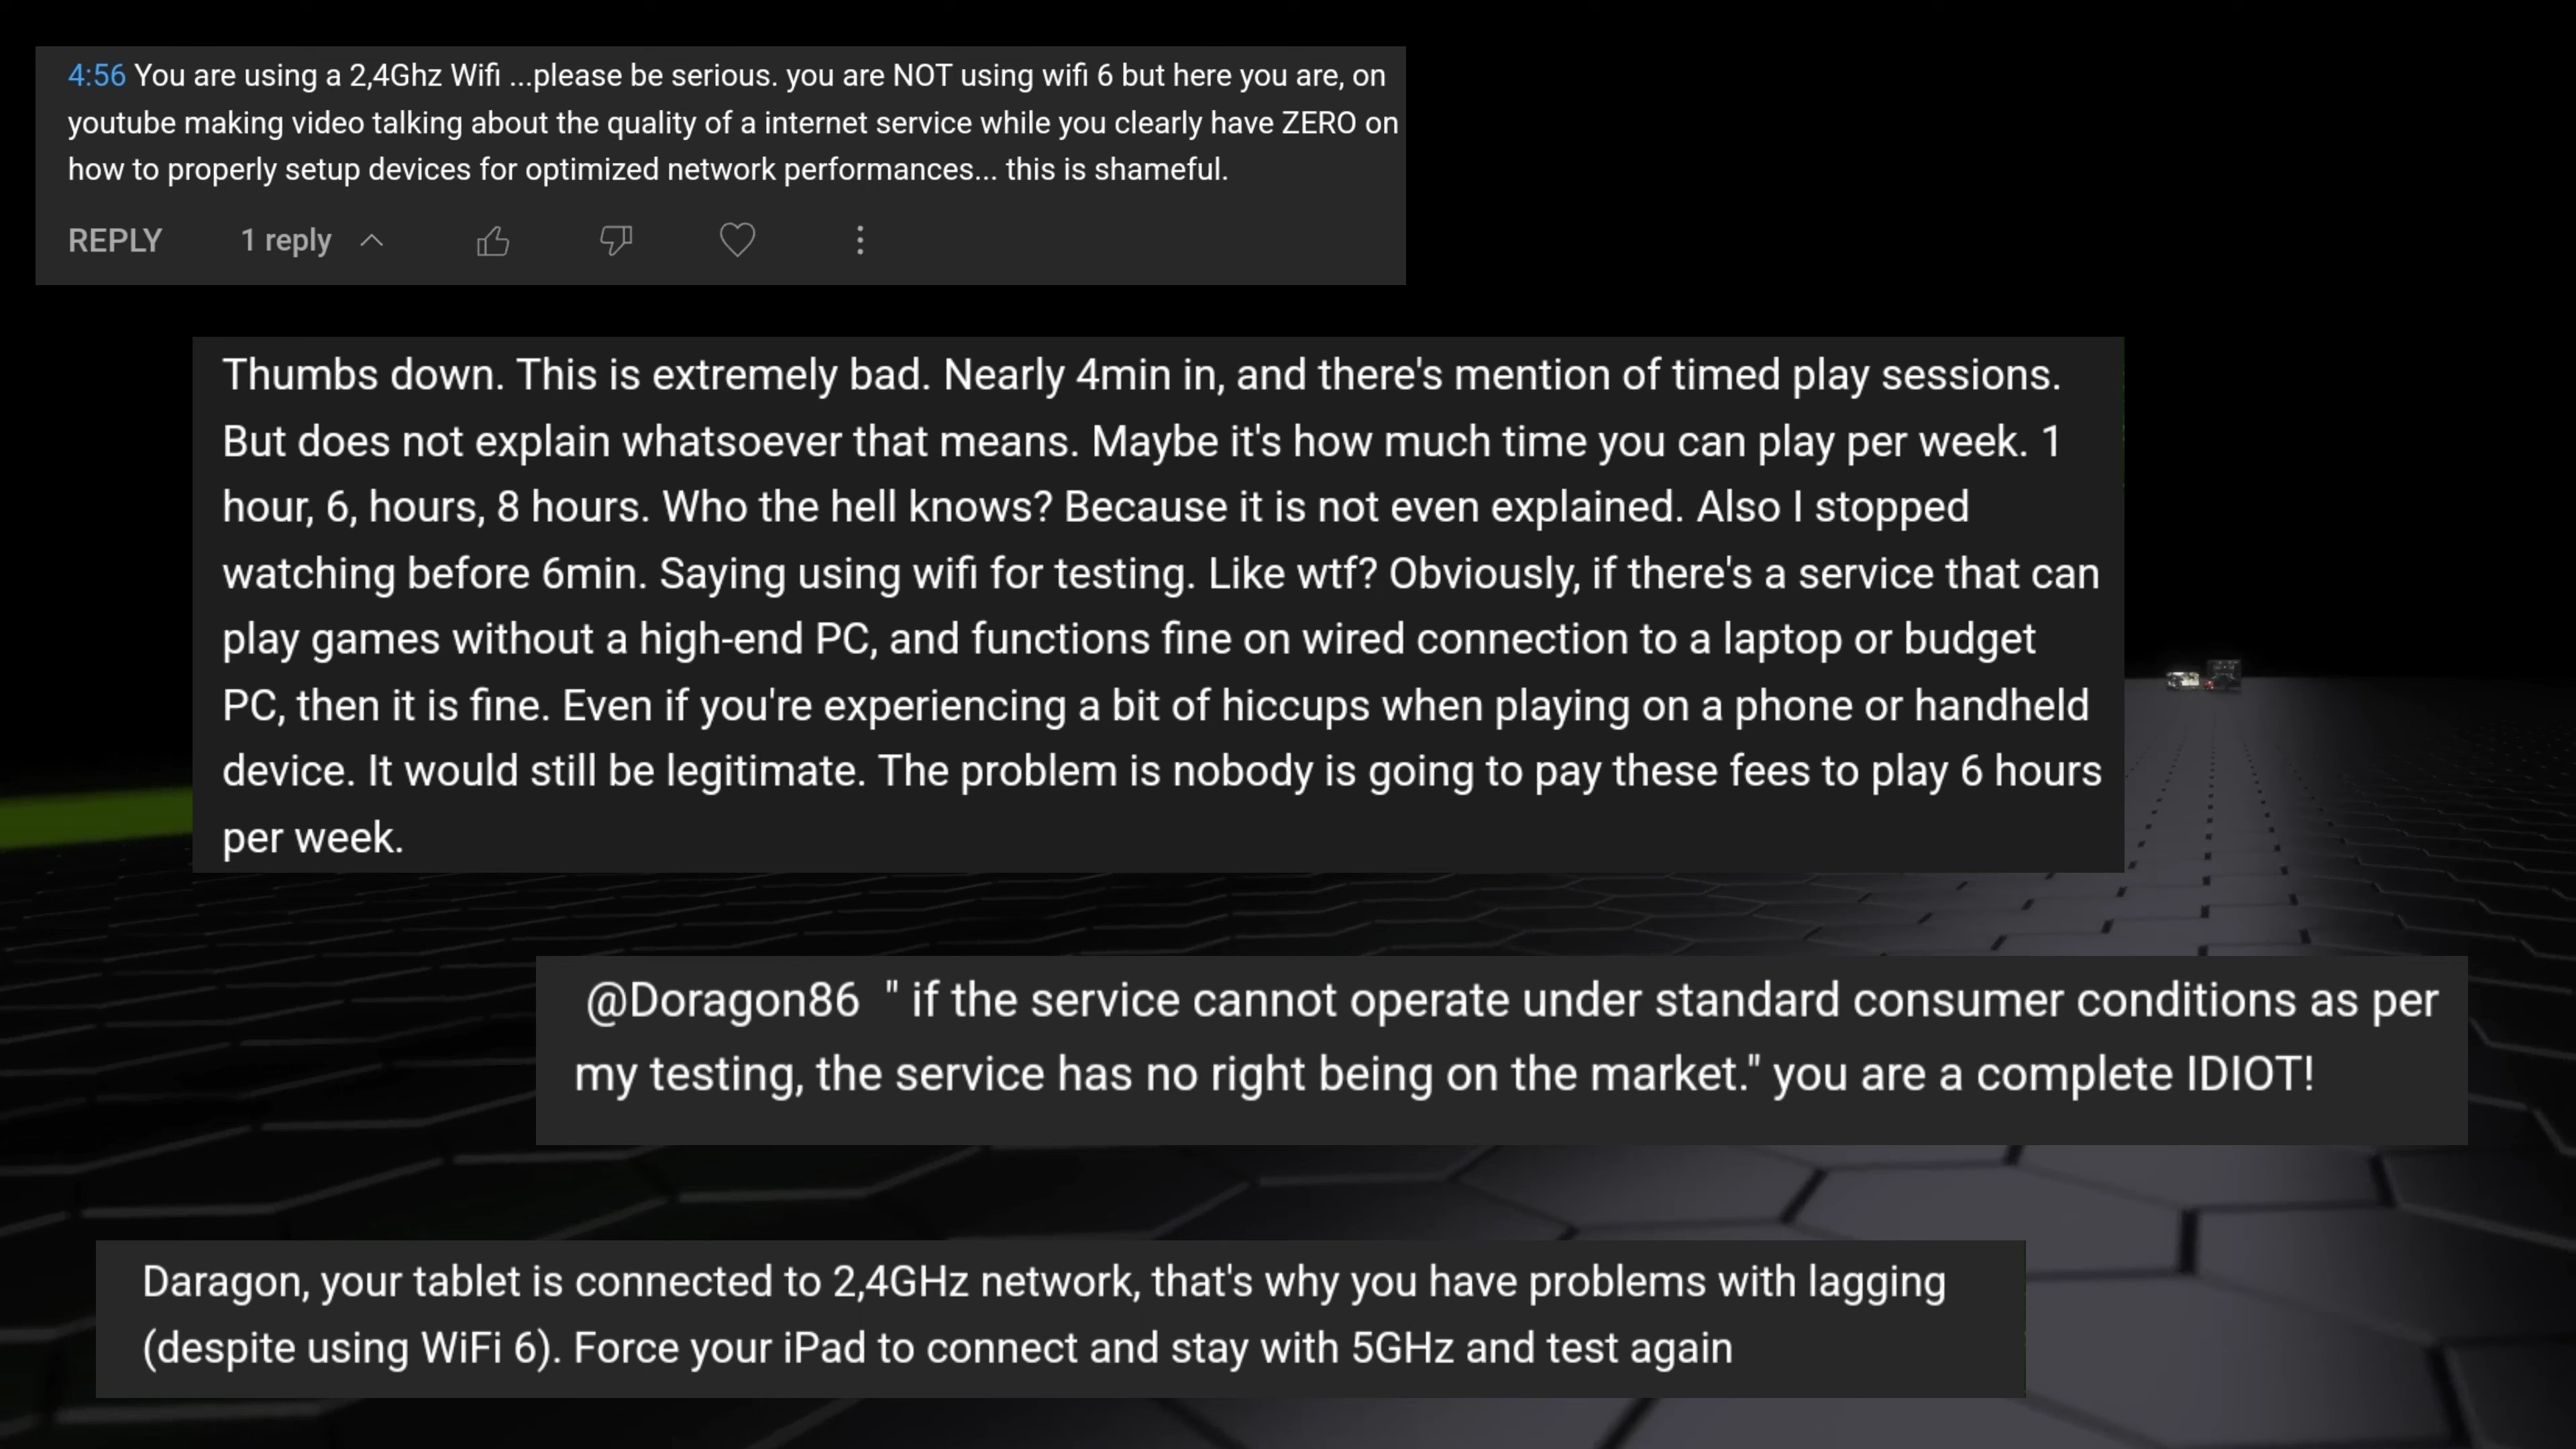 4:56 You are using a 2,4Ghz Wifi ...please be serious. you are NOT using wifi 6 but here you are, on
youtube making video talking about the quality of a internet service while you clearly have ZERO on
how to properly setup devices for optimized network performances... this is shameful.
REPLY 1 reply
Thumbs down. This is extremely bad. Nearly 4min in, and there's mention of timed play sessions.
But does not explain whatsoever that means. Maybe it's how much time you can play per week. 1
hour, 6, hours, 8 hours. Who the hell knows? Because it is not even explained. Also I stopped
watching before 6min. Saying using wifi for testing. Like wtf? Obviously, if there's a service that can
play games without a high-end PC, and functions fine on wired connection to a laptop or budget
PC, then it is fine. Even if you're experiencing a bit of hiccups when playing on a phone or handheld
device. It would still be legitimate. The problem is nobody is going to pay these fees to play 6 hours
per week.
@Doragon86 " if the service cannot operate under standard consumer conditions as per
my testing, the service has no right being on the market." you are a complete IDIOT!
Daragon, your tablet is connected to 2,4GHz network, that's why you have problems with lagging
(despite using WiFi 6). Force your iPad to connect and stay with 5GHz and test again